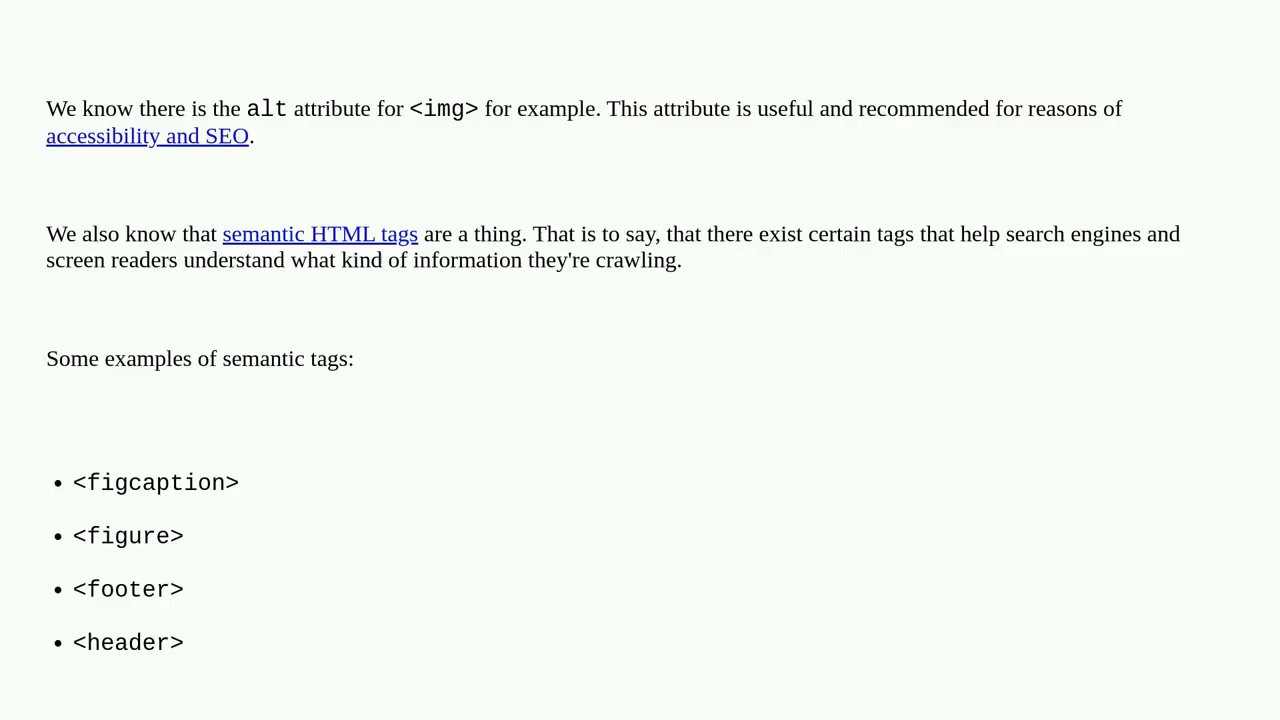 We know there is the alt attribute for <img> for example. This attribute is useful and recommended for reasons of
accessibility and SEO.
We also know that semantic HTML tags are a thing. That is to say, that there exist certain tags that help search engines and
screen readers understand what kind of information they're crawling.
Some examples of semantic tags:
• <figcaption>
• <figure>
• <footer>
• <header>